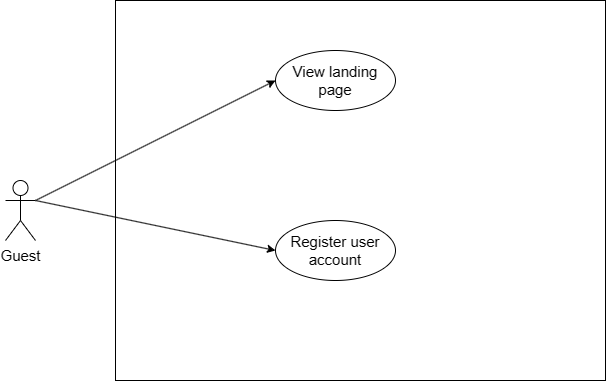 View landing
page
Guest
Register user
account